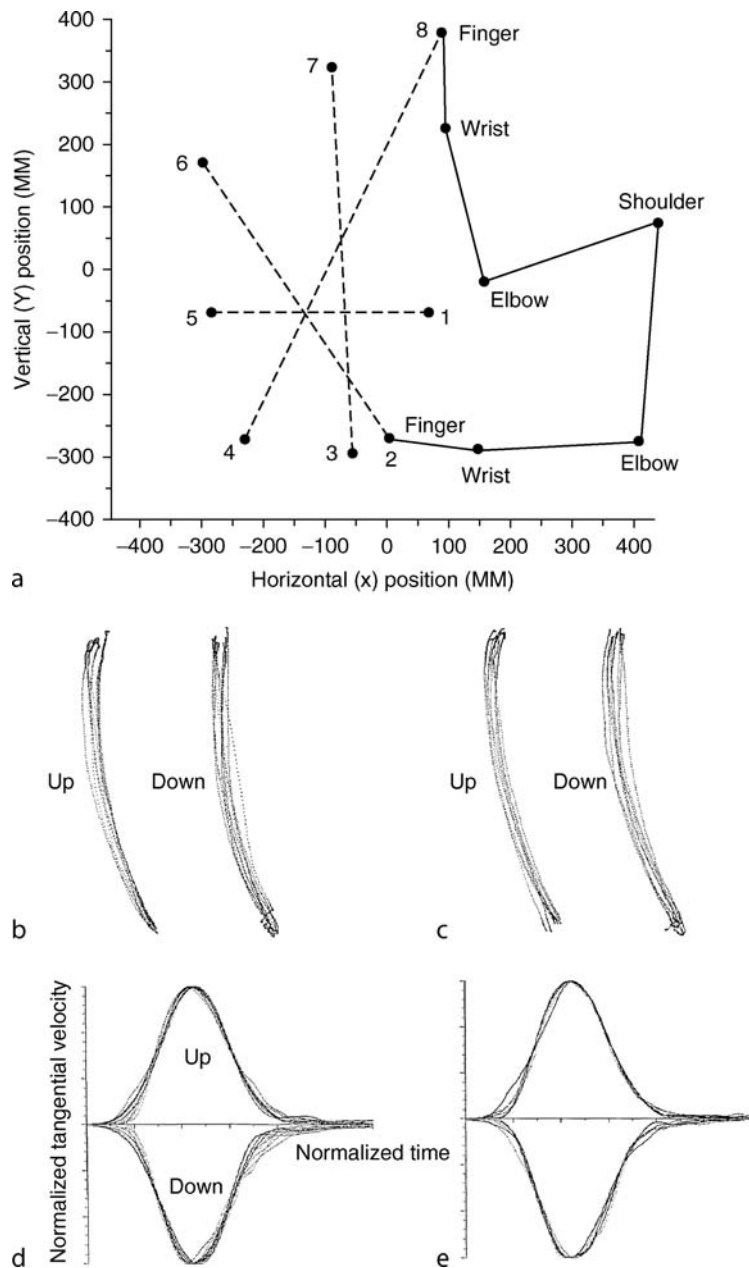 400
300
200
100
0
−100
−200
−300
−400
Vertical (Y) position (MM)
8 Finger
7
Wrist
6
Shoulder
5
1
Elbow
4
3
2
Finger
Wrist
Elbow
−400 −300 −200 −100 0 100 200 300 400
Horizontal (x) position (MM)
a
Up
Down
b
Up
Down
c
Normalized tangential velocity
Up
Down
Normalized time
d
e